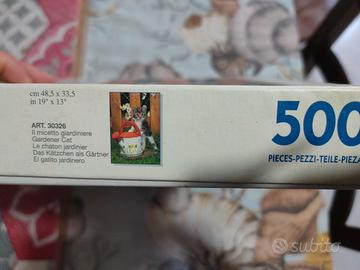 cm 48,5 x 33,5
in 19" x 13"
ART. 30326
Il micetto giardiniere
Gardener Cat
Le chaton jardinier
Das Kätzchen als Gärtner
El gatito jardinero
500
PIECES-PEZZI-TEILE-PIEZA
subito